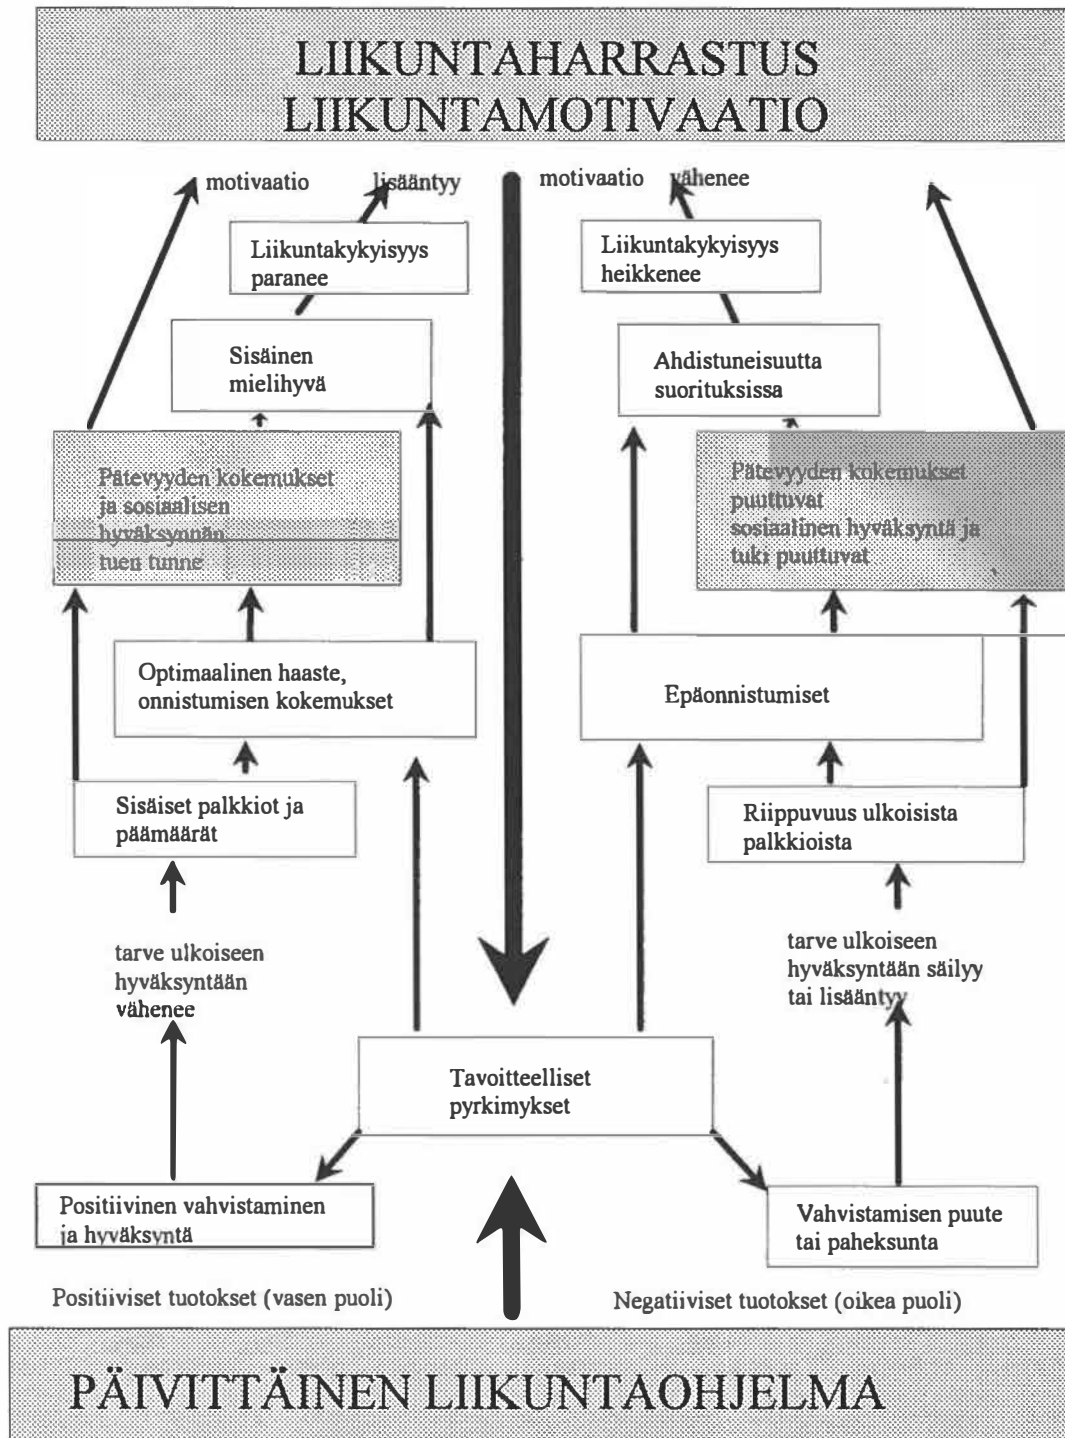 LIIKUNTAHARRASTUS
LIIKUNTAMOTIVAATIO
motivaatio lisääntyy
motivaatio vähenee
Liikuntakykyisyys
paranee
Liikuntakykyisyys
heikkenee
Sisäinen
mielihyvä
Ahdistuneisuutta
suorituksissa
Pätevyyden kokemukset
ja sosiaalisen
hyväksynnän
tuen tunne
Pätevyyden kokemukset
puuttuvat
sosiaalinen hyväksyntä ja
tuki puuttuvat
Optimaalinen haaste,
onnistumisen kokemukset
Epäonnistumiset
Sisäiset palkkiot ja
päämäärät
Riippuvuus ulkoisista
palkkioista
tarve ulkoiseen
hyväksyntään
vähenee
tarve ulkoiseen
hyväksyntään säilyy
tai lisääntyy
Tavoitteelliset
pyrkimykset
Positiivinen vahvistaminen
ja hyväksyntä
Vahvistamisen puute
tai paheksunta
Positiiviset tuotokset (vasen puoli)
Negatiiviset tuotokset (oikea puoli)
PÄIVITTÄINEN LIIKUNTAOHJELMA